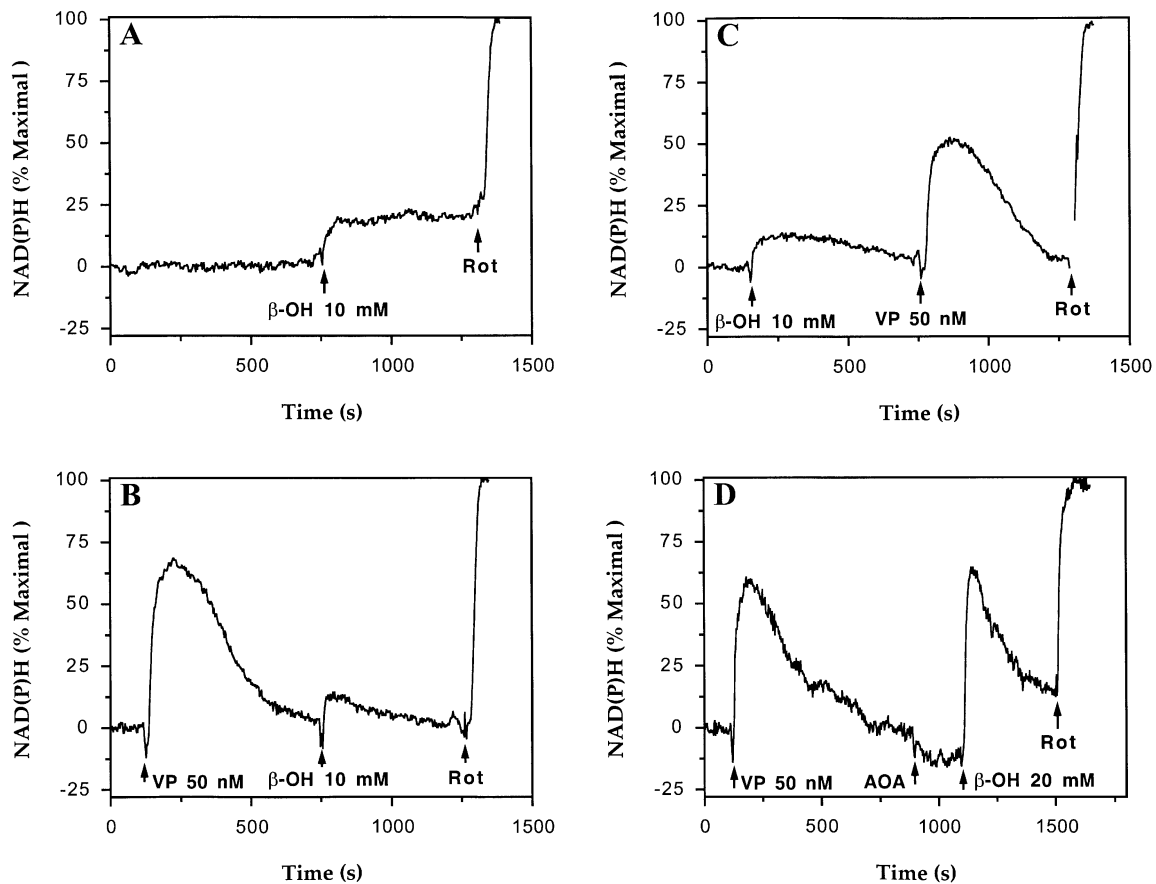 A
NAD(P)H (% Maximal )
100
75
50
25
0
-25
β-OH 10 mM
Rot
0 500 1000 1500
Time (s)
C
NAD(P)H (% Maximal )
100
75
50
25
0
-25
β-OH 10 mM
VP 50 nM
Rot
0 500 1000 1500
Time (s)
B
NAD(P)H (% Maximal )
100
75
50
25
0
-25
VP 50 nM
β-OH 10 mM
Rot
0 500 1000 1500
Time (s)
D
NAD(P)H (% Maximal )
100
75
50
25
0
-25
VP 50 nM
AOA
β-OH 20 mM
Rot
0 500 1000 1500
Time (s)